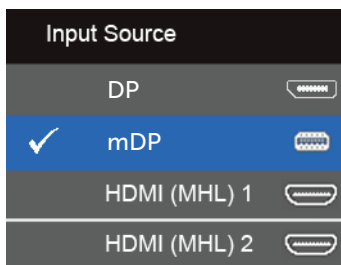 Input Source
DP
mDP
HDMI (MHL) 1
HDMI (MHL) 2